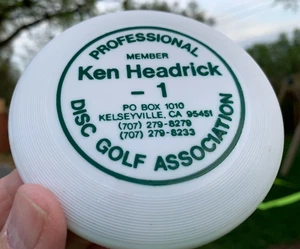 PROFESSIONAL
MEMBER
Ken Headrick
- 1
PO BOX 1010
KELSEYVILLE, CA 95451
(707) 279-8279
(707) 279-8233
DISC GOLF ASSOCIATION